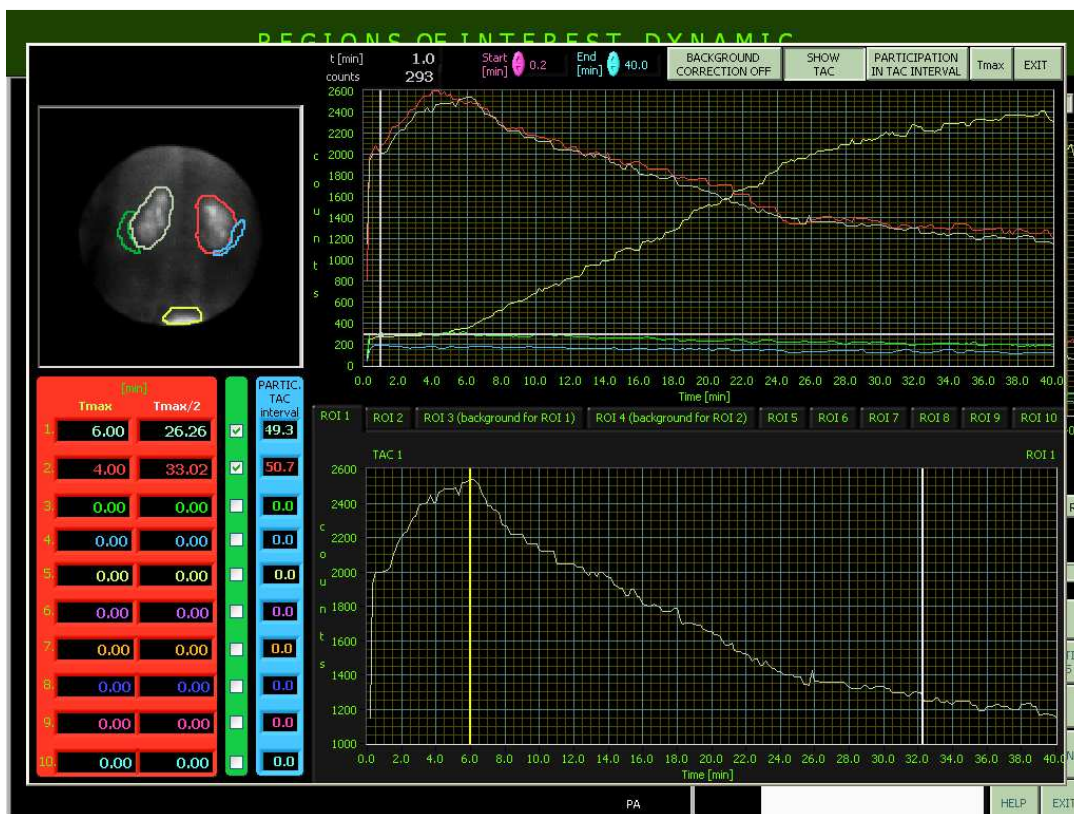 REGIONS OF INTEREST DYNAMIC
t [min] 1.0 Start [min] 0.2 End [min] 40.0 BACKGROUND CORRECTION OFF SHOW TAC PARTICIPATION IN TAC INTERVAL Tmax EXIT
counts 293
2600
2400
2200
2000
1800
1600
1400
1200
1000
800
600
400
200
0
counts
0.0 2.0 4.0 6.0 8.0 10.0 12.0 14.0 16.0 18.0 20.0 22.0 24.0 26.0 28.0 30.0 32.0 34.0 36.0 38.0 40.0
Time [min]
[min]
Tmax Tmax/2
PARTIC.
TAC
interval
1. 6.00 26.26 49.3
2. 4.00 33.02 50.7
3. 0.00 0.00 0.0
4. 0.00 0.00 0.0
5. 0.00 0.00 0.0
6. 0.00 0.00 0.0
7. 0.00 0.00 0.0
8. 0.00 0.00 0.0
9. 0.00 0.00 0.0
10. 0.00 0.00 0.0
ROI 1 ROI 2 ROI 3 (background for ROI 1) ROI 4 (background for ROI 2) ROI 5 ROI 6 ROI 7 ROI 8 ROI 9 ROI 10
TAC 1 ROI 1
2600
2400
2200
2000
1800
1600
1400
1200
1000
counts
0.0 2.0 4.0 6.0 8.0 10.0 12.0 14.0 16.0 18.0 20.0 22.0 24.0 26.0 28.0 30.0 32.0 34.0 36.0 38.0 40.0
Time [min]
PA
HELP EXIT